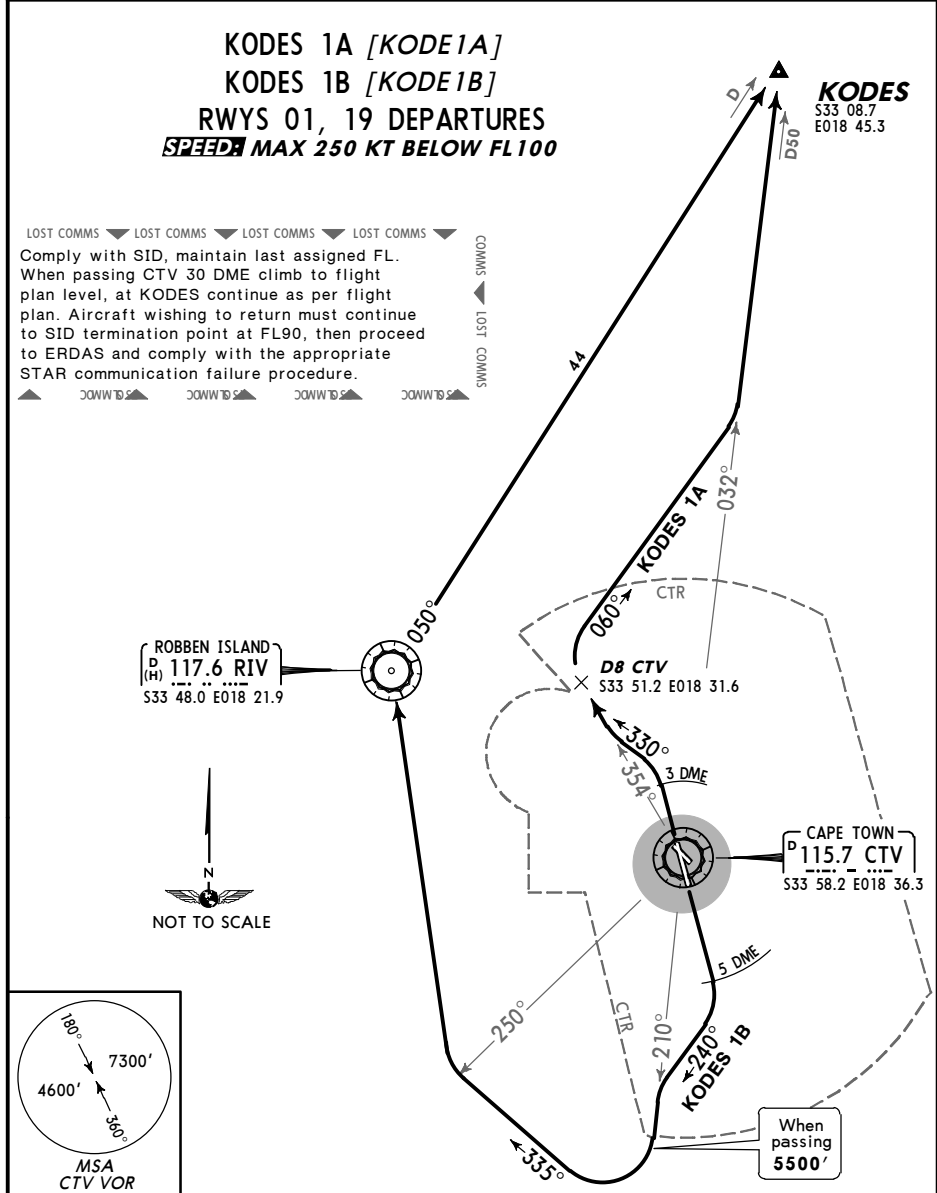 KODES 1A [KODE1A]
KODES 1B [KODE1B]
RWYS 01, 19 DEPARTURES
SPEED: MAX 250 KT BELOW FL100
KODES
S33 08.7
E018 45.3
D
D50
LOST COMMS LOST COMMS LOST COMMS LOST COMMS
COMMS LOST COMMS
Comply with SID, maintain last assigned FL.
When passing CTV 30 DME climb to flight
plan level, at KODES continue as per flight
plan. Aircraft wishing to return must continue
to SID termination point at FL90, then proceed
to ERDAS and comply with the appropriate
STAR communication failure procedure.
44
032°
KODES 1A
060°
CTR
050°
ROBBEN ISLAND
D
(H) 117.6 RIV
S33 48.0 E018 21.9
D8 CTV
S33 51.2 E018 31.6
330°
354°
3 DME
CAPE TOWN
D 115.7 CTV
S33 58.2 E018 36.3
N
NOT TO SCALE
5 DME
250°
CTR
210°
240°
KODES 1B
335°
When
passing
5500'
180°
7300'
4600'
360°
MSA
CTV VOR